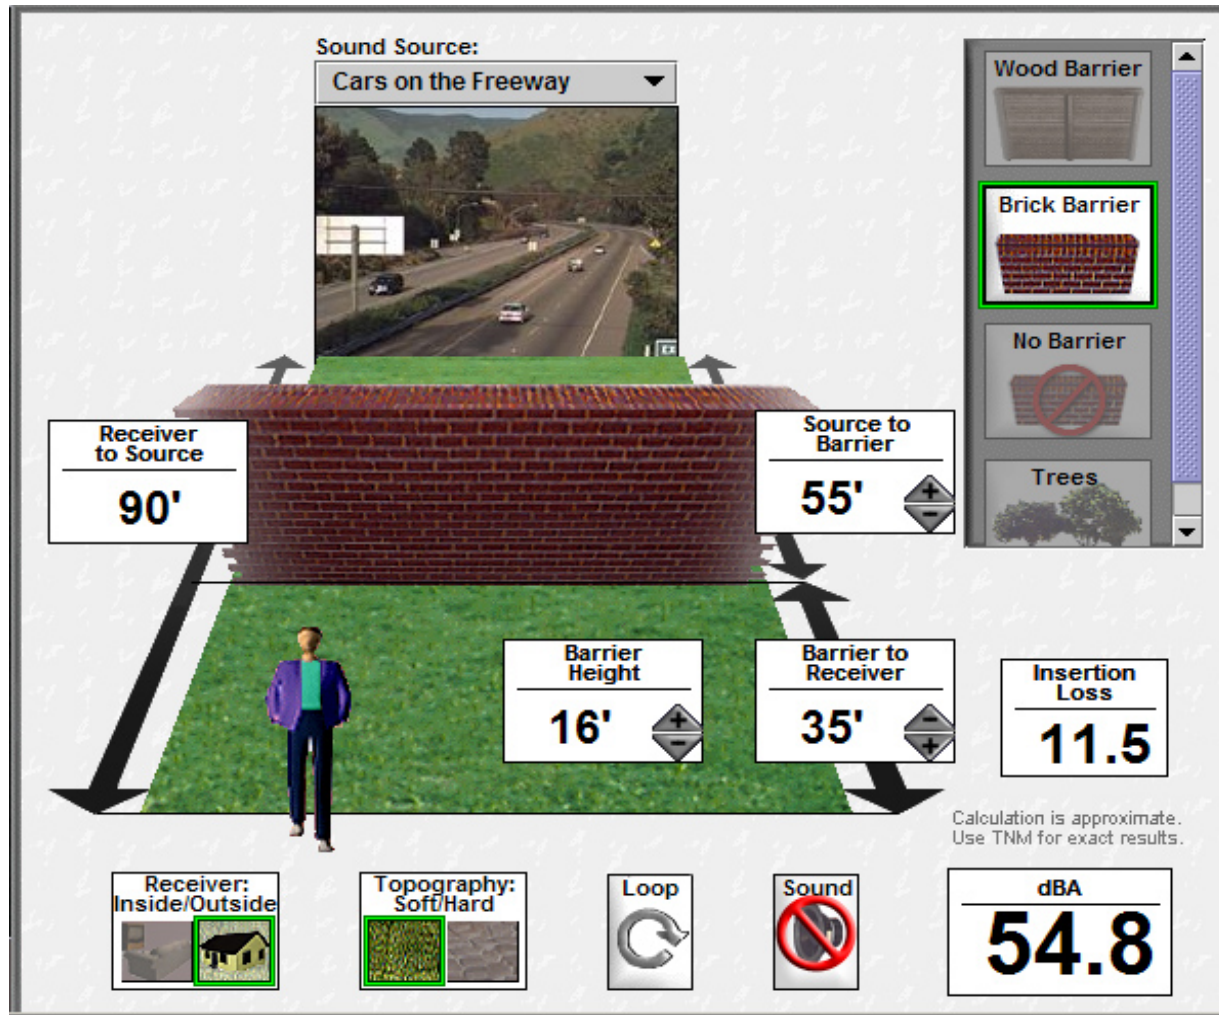 Sound Source:
Cars on the Freeway
Wood Barrier
Brick Barrier
No Barrier
Trees
Receiver
to Source
90'
Source to
Barrier
55'
Barrier
Height
16'
Barrier to
Receiver
35'
Insertion
Loss
11.5
Calculation is approximate.
Use TNM for exact results.
Receiver:
Inside/Outside
Topography:
Soft/Hard
Loop
Sound
dBA
54.8